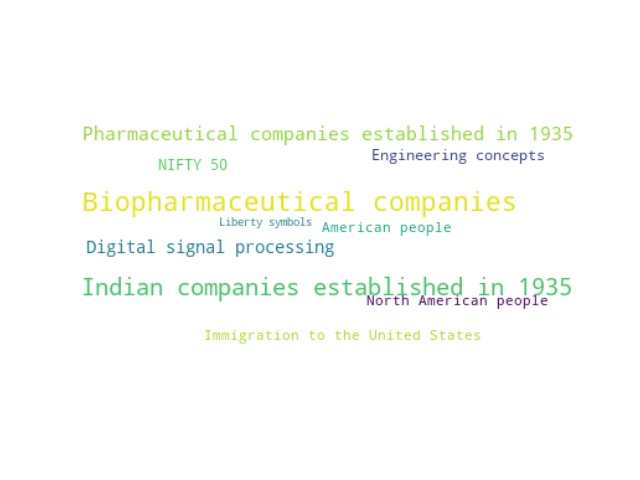 Pharmaceutical companies established in 1935
Engineering concepts
NIFTY 50
Biopharmaceutical companies
Liberty symbols
American people
Digital signal processing
Indian companies established in 1935
North American people
Immigration to the United States